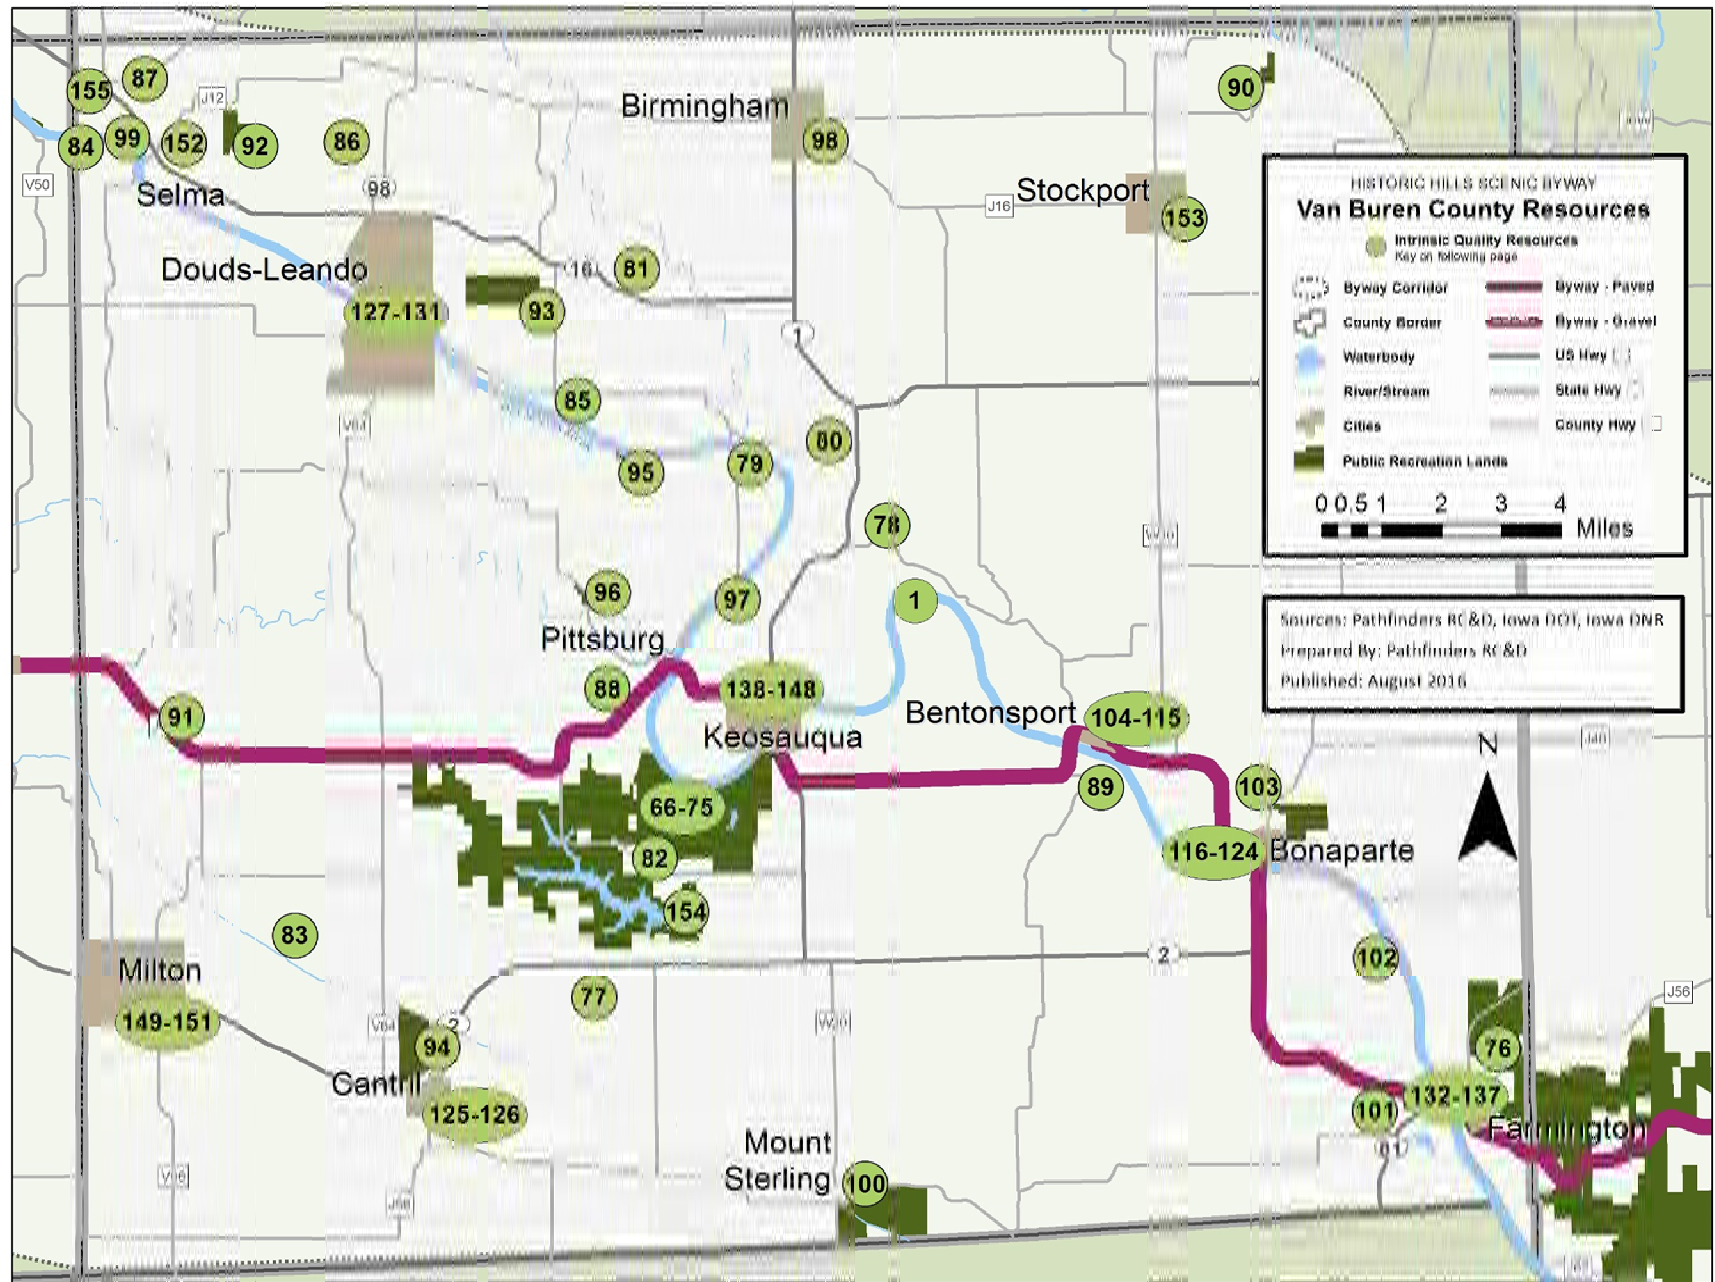 155
87
J12
84
99
152
92
86
Birmingham
98
90
V50
Selma
98
Stockport
J16
153
Douds-Leando
16
81
127-131
93
1
85
95
79
80
78
96
97
1
Pittsburg
88
138-148
91
Keosauqua
Bentonsport
104-115
89
103
66-75
82
116-124
Bonaparte
154
83
2
102
Milton
149-151
77
2
94
Cantril
125-126
J56
76
132-137
101
Farmington
Mount
Sterling
100
HISTORIC HILLS SCENIC BYWAY
Van Buren County Resources
Intrinsic Quality Resources
Key on following page
Byway Corridor
Byway - Paved
County Border
Byway - Gravel
Waterbody
US Hwy
River/Stream
State Hwy
Cities
County Hwy
Public Recreation Lands
0 0.5 1 2 3 4
Miles
Sources: Pathfinders RC&D, Iowa DOT, Iowa DNR
Prepared By: Pathfinders RC&D
Published: August 2016
N